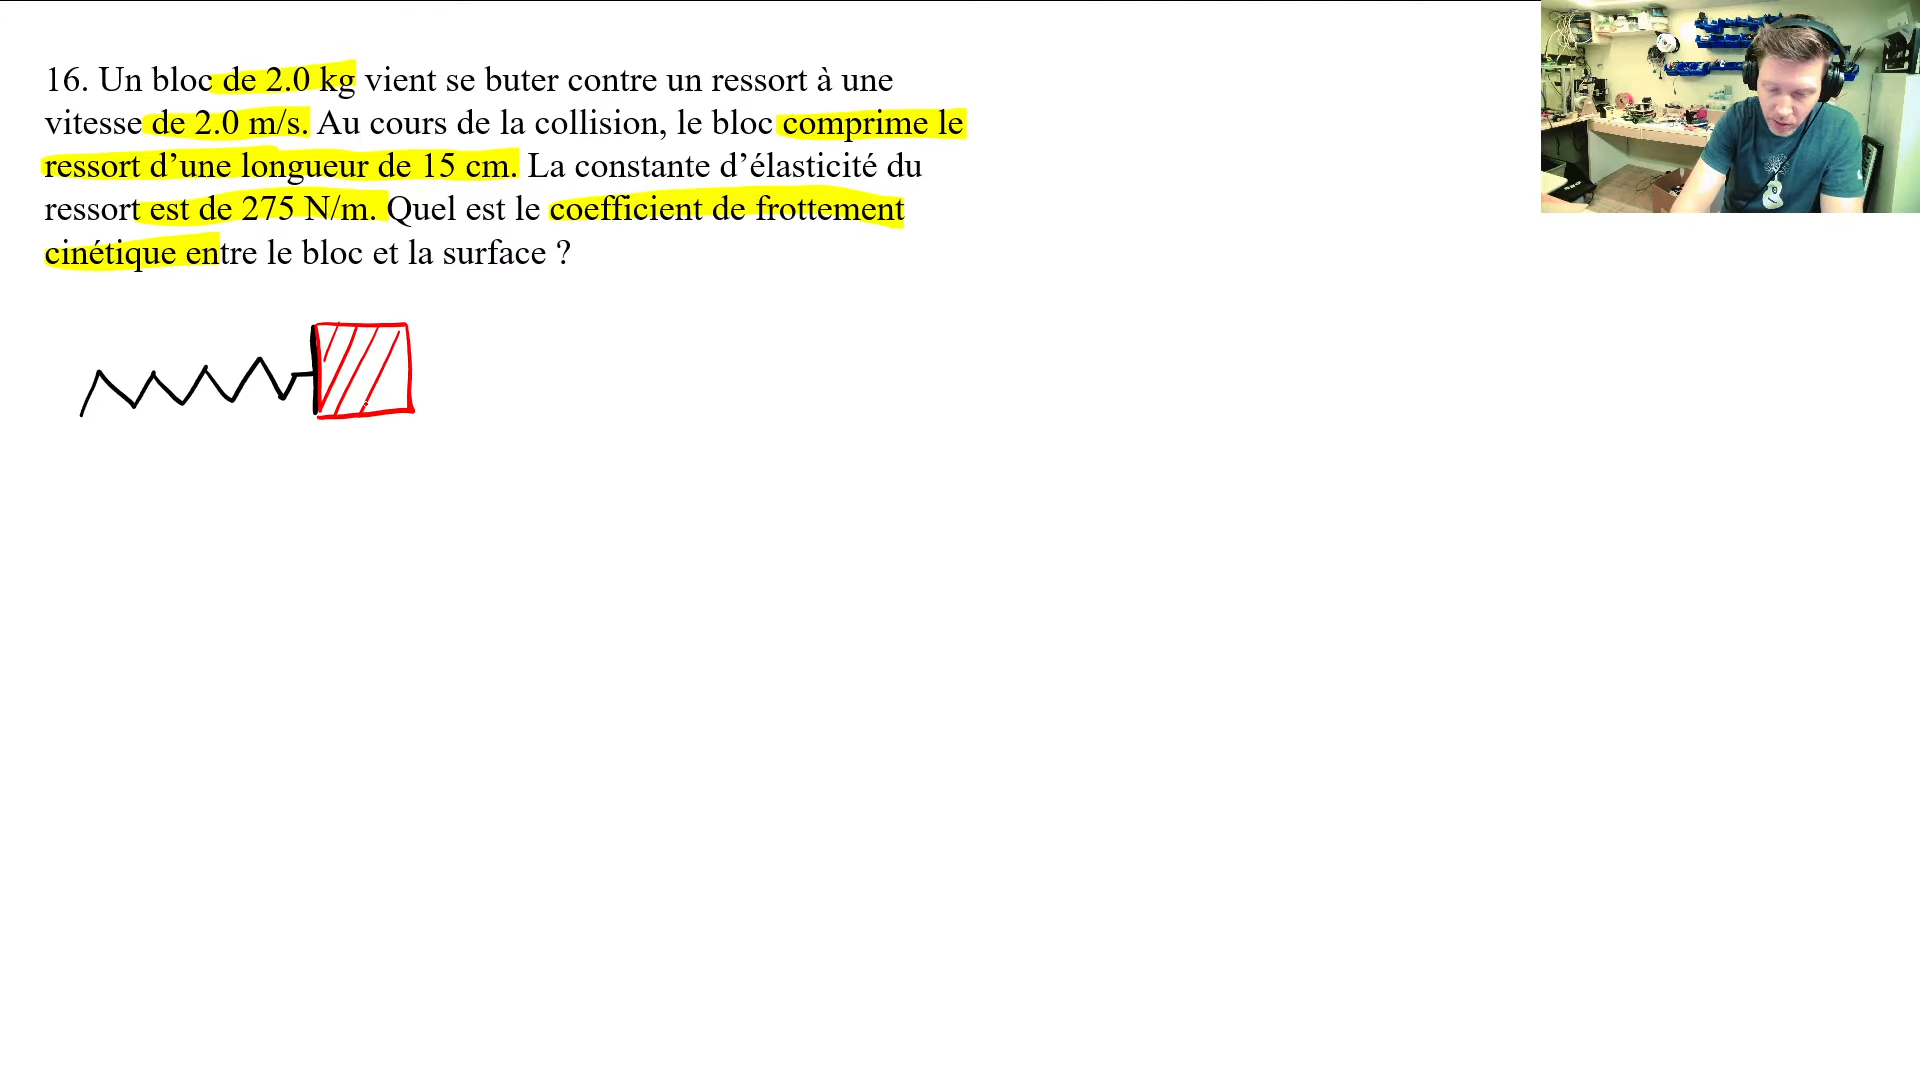 16. Un bloc de 2.0 kg vient se buter contre un ressort à une
vitesse de 2.0 m/s. Au cours de la collision, le bloc comprime le
ressort d’une longueur de 15 cm. La constante d’élasticité du
ressort est de 275 N/m. Quel est le coefficient de frottement
cinétique entre le bloc et la surface ?